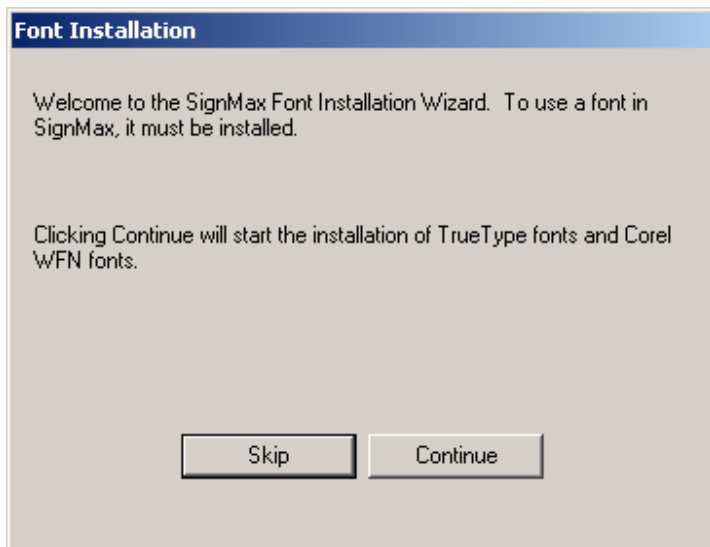 Font Installation
Welcome to the SignMax Font Installation Wizard.  To use a font in
SignMax, it must be installed.
Clicking Continue will start the installation of TrueType fonts and Corel
WFN fonts.
Skip Continue